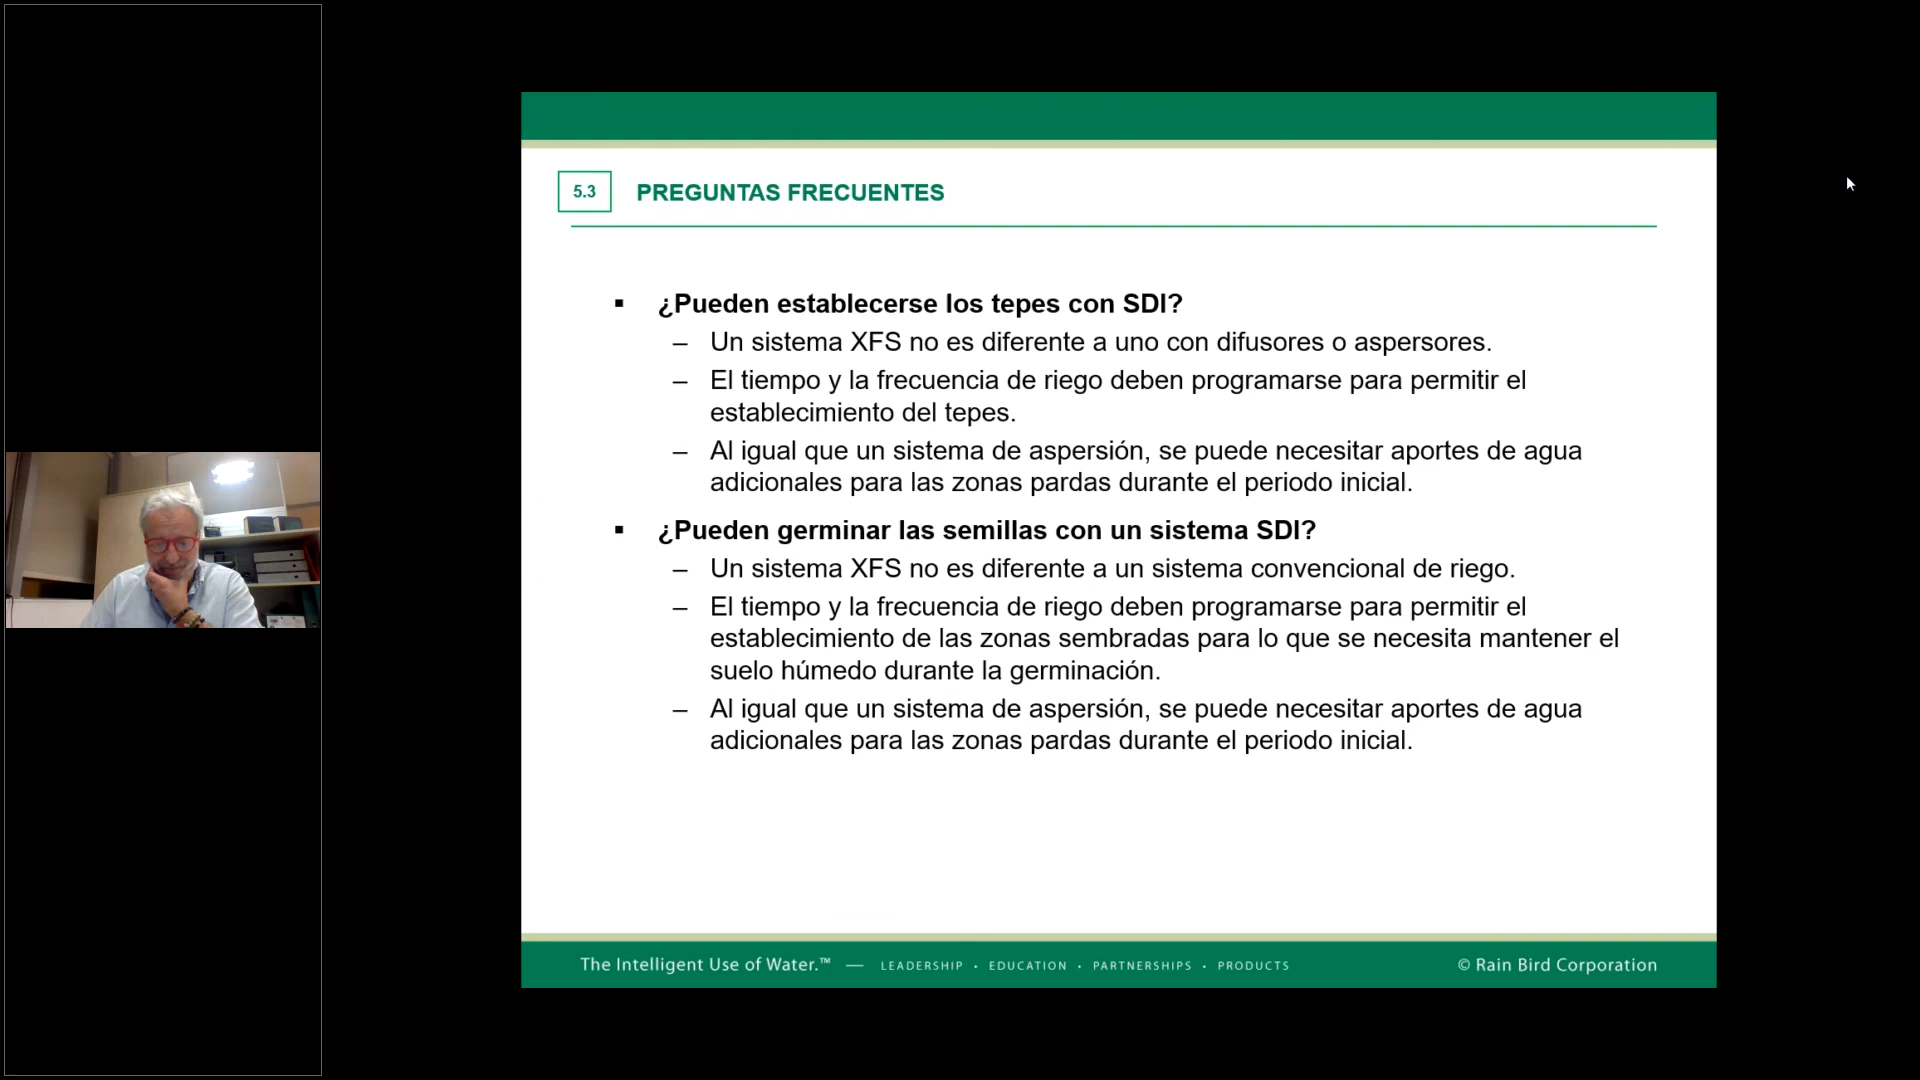 5.3 PREGUNTAS FRECUENTES
▪ ¿Pueden establecerse los tepes con SDI?
– Un sistema XFS no es diferente a uno con difusores o aspersores.
– El tiempo y la frecuencia de riego deben programarse para permitir el
establecimiento del tepes.
– Al igual que un sistema de aspersión, se puede necesitar aportes de agua
adicionales para las zonas pardas durante el periodo inicial.
▪ ¿Pueden germinar las semillas con un sistema SDI?
– Un sistema XFS no es diferente a un sistema convencional de riego.
– El tiempo y la frecuencia de riego deben programarse para permitir el
establecimiento de las zonas sembradas para lo que se necesita mantener el
suelo húmedo durante la germinación.
– Al igual que un sistema de aspersión, se puede necesitar aportes de agua
adicionales para las zonas pardas durante el periodo inicial.
The Intelligent Use of Water.™ — LEADERSHIP • EDUCATION • PARTNERSHIPS • PRODUCTS © Rain Bird Corporation